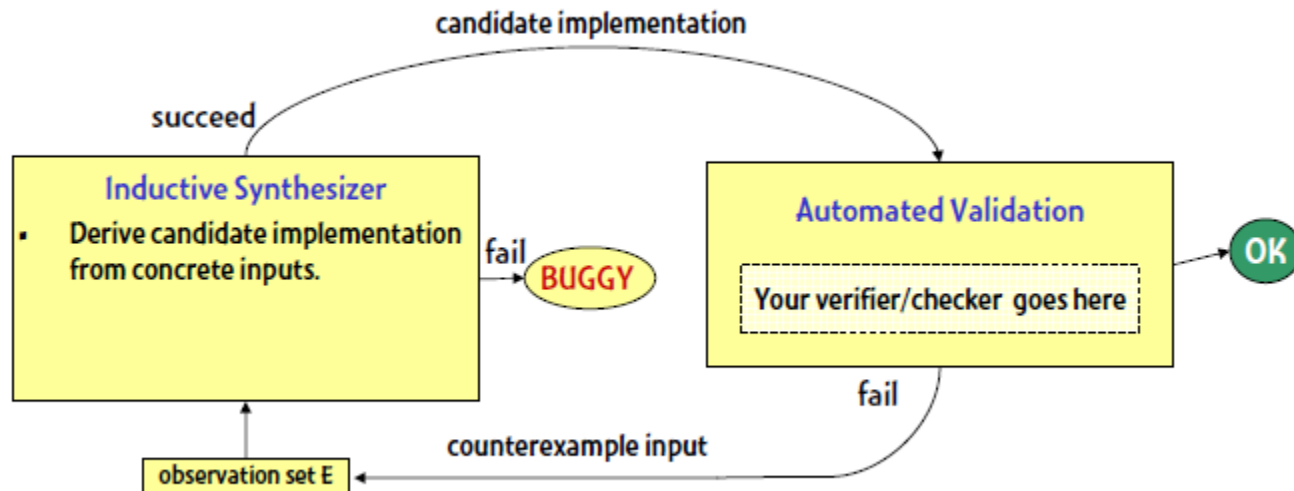 candidate implementation
succeed
Inductive Synthesizer
▪ Derive candidate implementation
from concrete inputs.
fail
BUGGY
Automated Validation
Your verifier/checker goes here
OK
fail
counterexample input
observation set E